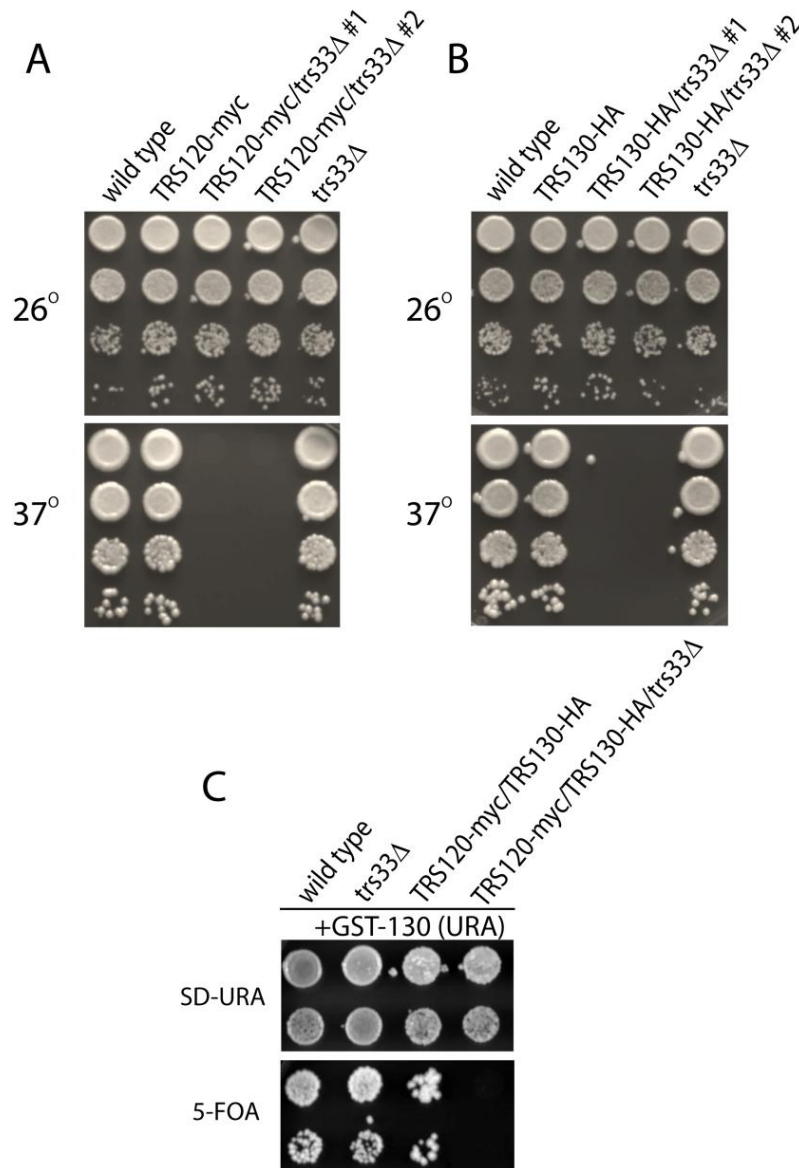 A
wild type
TRS120-myc
TRS120-myc/trs33Δ #1
TRS120-myc/trs33Δ #2
trs33Δ
26°
37°
B
wild type
TRS130-HA
TRS130-HA/trs33Δ #1
TRS130-HA/trs33Δ #2
trs33Δ
26°
37°
C
wild type
trs33Δ
TRS120-myc/TRS130-HA
TRS120-myc/TRS130-HA/trs33Δ
+GST-130 (URA)
SD-URA
5-FOA